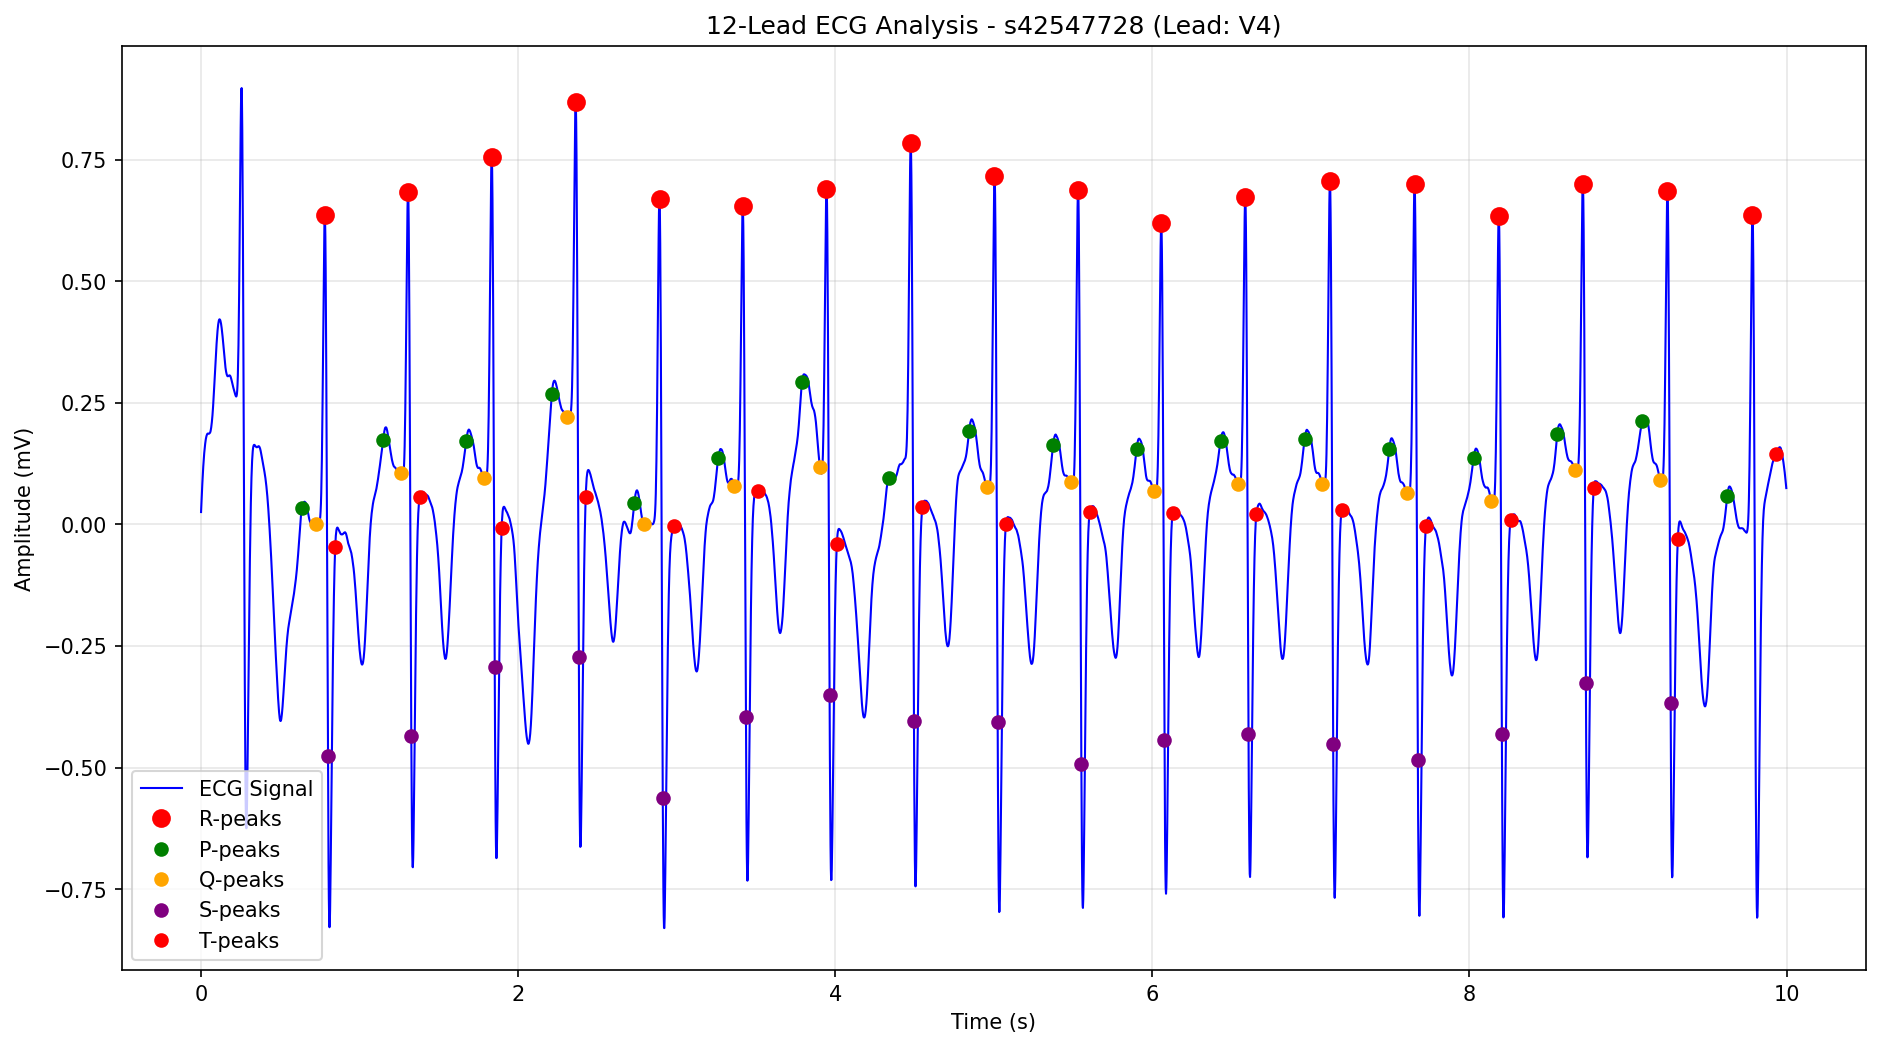 12-Lead ECG Analysis - s42547728 (Lead: V4)
Amplitude (mV)
0.75
0.50
0.25
0.00
−0.25
−0.50
−0.75
ECG Signal
R-peaks
P-peaks
Q-peaks
S-peaks
T-peaks
0 2 4 6 8 10
Time (s)